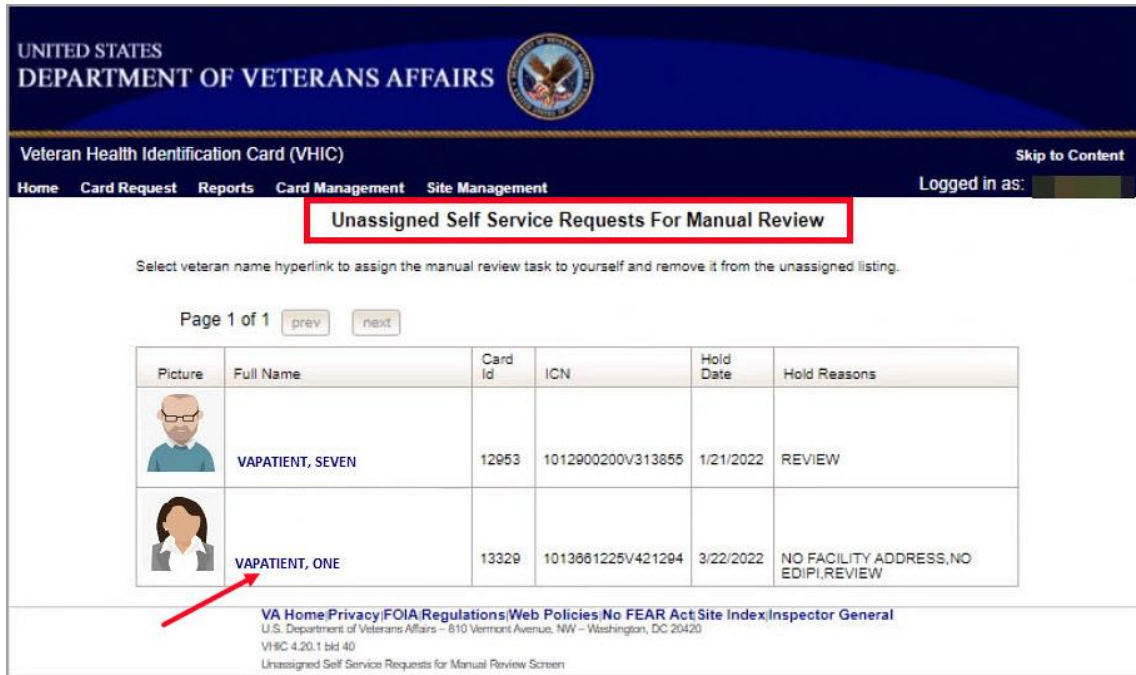 UNITED STATES
DEPARTMENT OF VETERANS AFFAIRS
Veteran Health Identification Card (VHIC)
Skip to Content
Home Card Request Reports Card Management Site Management
Logged in as:
Unassigned Self Service Requests For Manual Review
Select veteran name hyperlink to assign the manual review task to yourself and remove it from the unassigned listing.
Page 1 of 1 prev next
Picture Full Name Card Id ICN Hold Date Hold Reasons
VAPATIENT, SEVEN 12953 1012900200V313855 1/21/2022 REVIEW
VAPATIENT, ONE 13329 1013661225V421294 3/22/2022 NO FACILITY ADDRESS,NO
EDIPI,REVIEW
VA Home|Privacy|FOIA|Regulations|Web Policies|No FEAR Act|Site Index|Inspector General
U.S. Department of Veterans Affairs – 810 Vermont Avenue, NW – Washington, DC 20420
VHIC 4.20.1 bld 40
Unassigned Self Service Requests for Manual Review Screen